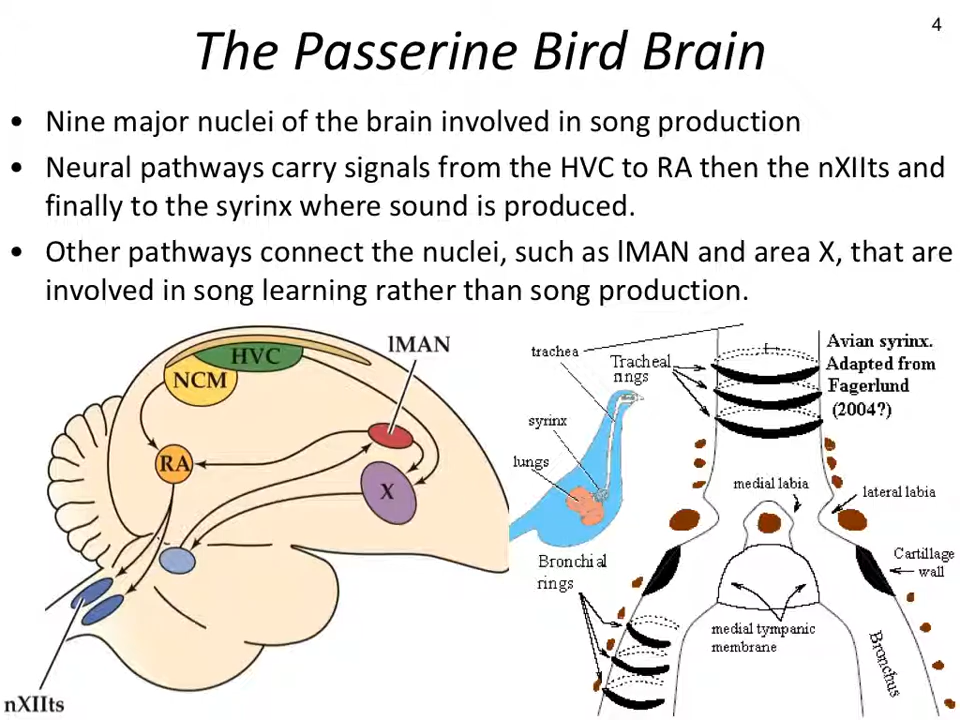 4
The Passerine Bird Brain
• Nine major nuclei of the brain involved in song production
• Neural pathways carry signals from the HVC to RA then the nXIIts and
finally to the syrinx where sound is produced.
• Other pathways connect the nuclei, such as lMAN and area X, that are
involved in song learning rather than song production.
HVC
NCM
lMAN
RA
X
nXIIts
trachea
Tracheal
rings
syrinx
lungs
Avian syrinx.
Adapted from
Fagerlund
(2004?)
medial labia
lateral labia
Bronchial
rings
Cartillage
wall
medial tympanic
membrane
Bronchus